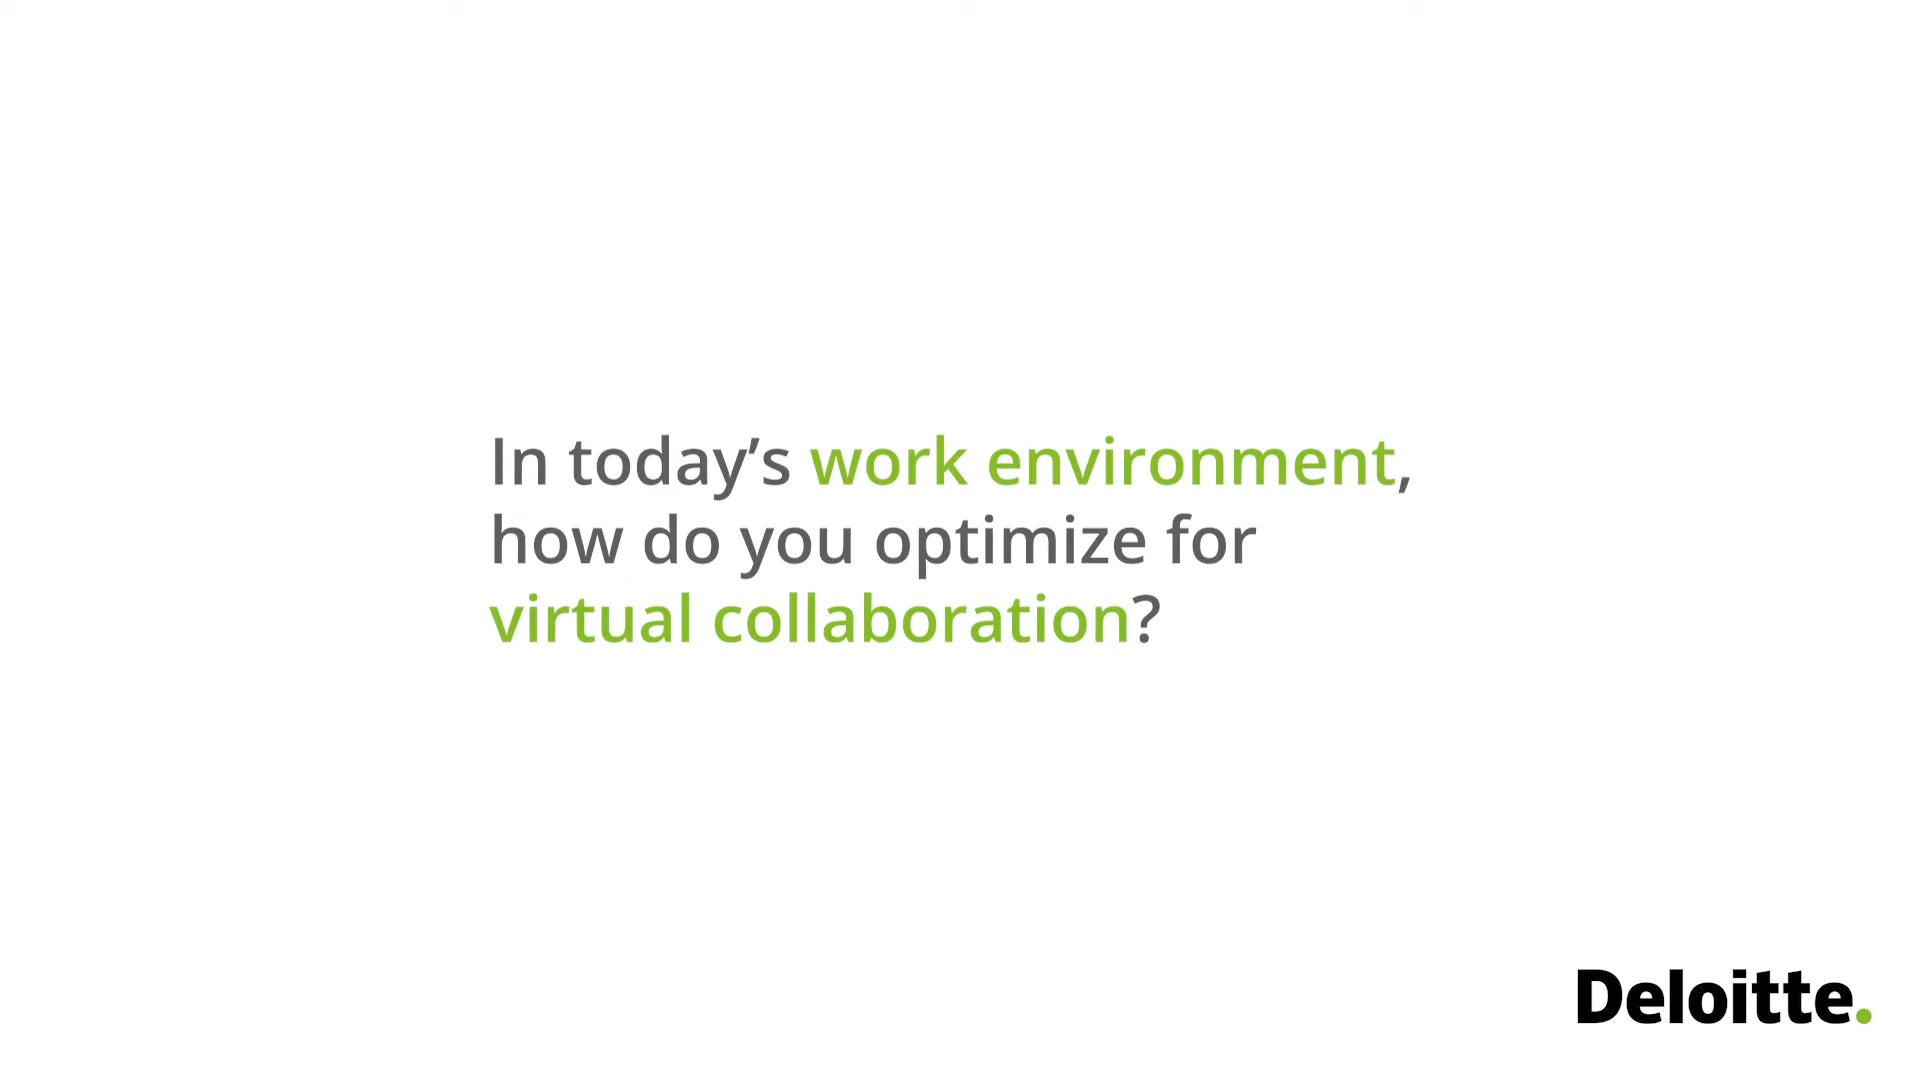 In today’s work environment,
how do you optimize for
virtual collaboration?
Deloitte.